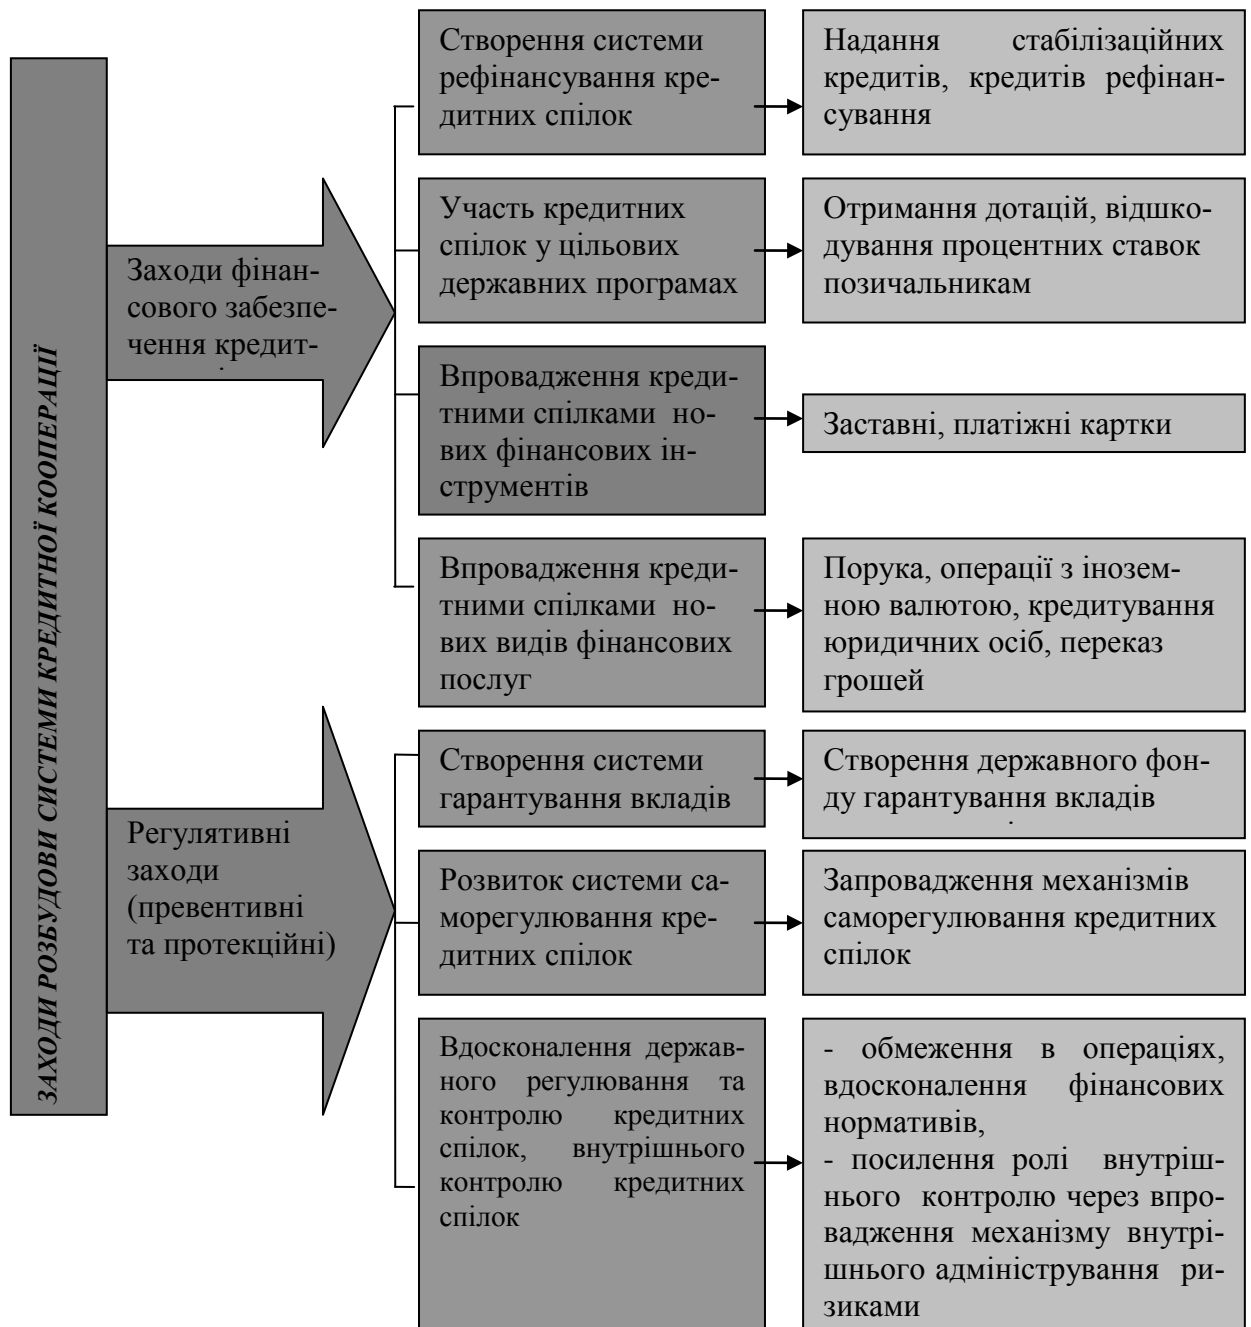 ЗАХОДИ РОЗБУДОВИ СИСТЕМИ КРЕДИТНОЇ КООПЕРАЦІЇ
Заходи фінан-
сового забезпе-
чення кредит-
Створення системи
рефінансування кре-
дитних спілок
Надання стабілізаційних
кредитів, кредитів рефінан-
сування
Участь кредитних
спілок у цільових
державних програмах
Отримання дотацій, відшко-
дування процентних ставок
позичальникам
Впровадження креди-
тними спілками но-
вих фінансових ін-
струментів
Заставні, платіжні картки
Впровадження креди-
тними спілками но-
вих видів фінансових
послуг
Порука, операції з інозем-
ною валютою, кредитування
юридичних осіб, переказ
грошей
Регулятивні
заходи
(превентивні
та протекційні)
Створення системи
гарантування вкладів
Створення державного фон-
ду гарантування вкладів
Розвиток системи са-
морегулювання кре-
дитних спілок
Запровадження механізмів
саморегулювання кредитних
спілок
Вдосконалення держав-
ного регулювання та
контролю кредитних
спілок, внутрішнього
контролю кредитних
спілок
- обмеження в операціях,
вдосконалення фінансових
нормативів,
- посилення ролі внутріш-
нього контролю через впро-
вадження механізму внутрі-
шнього адміністрування ри-
зиками